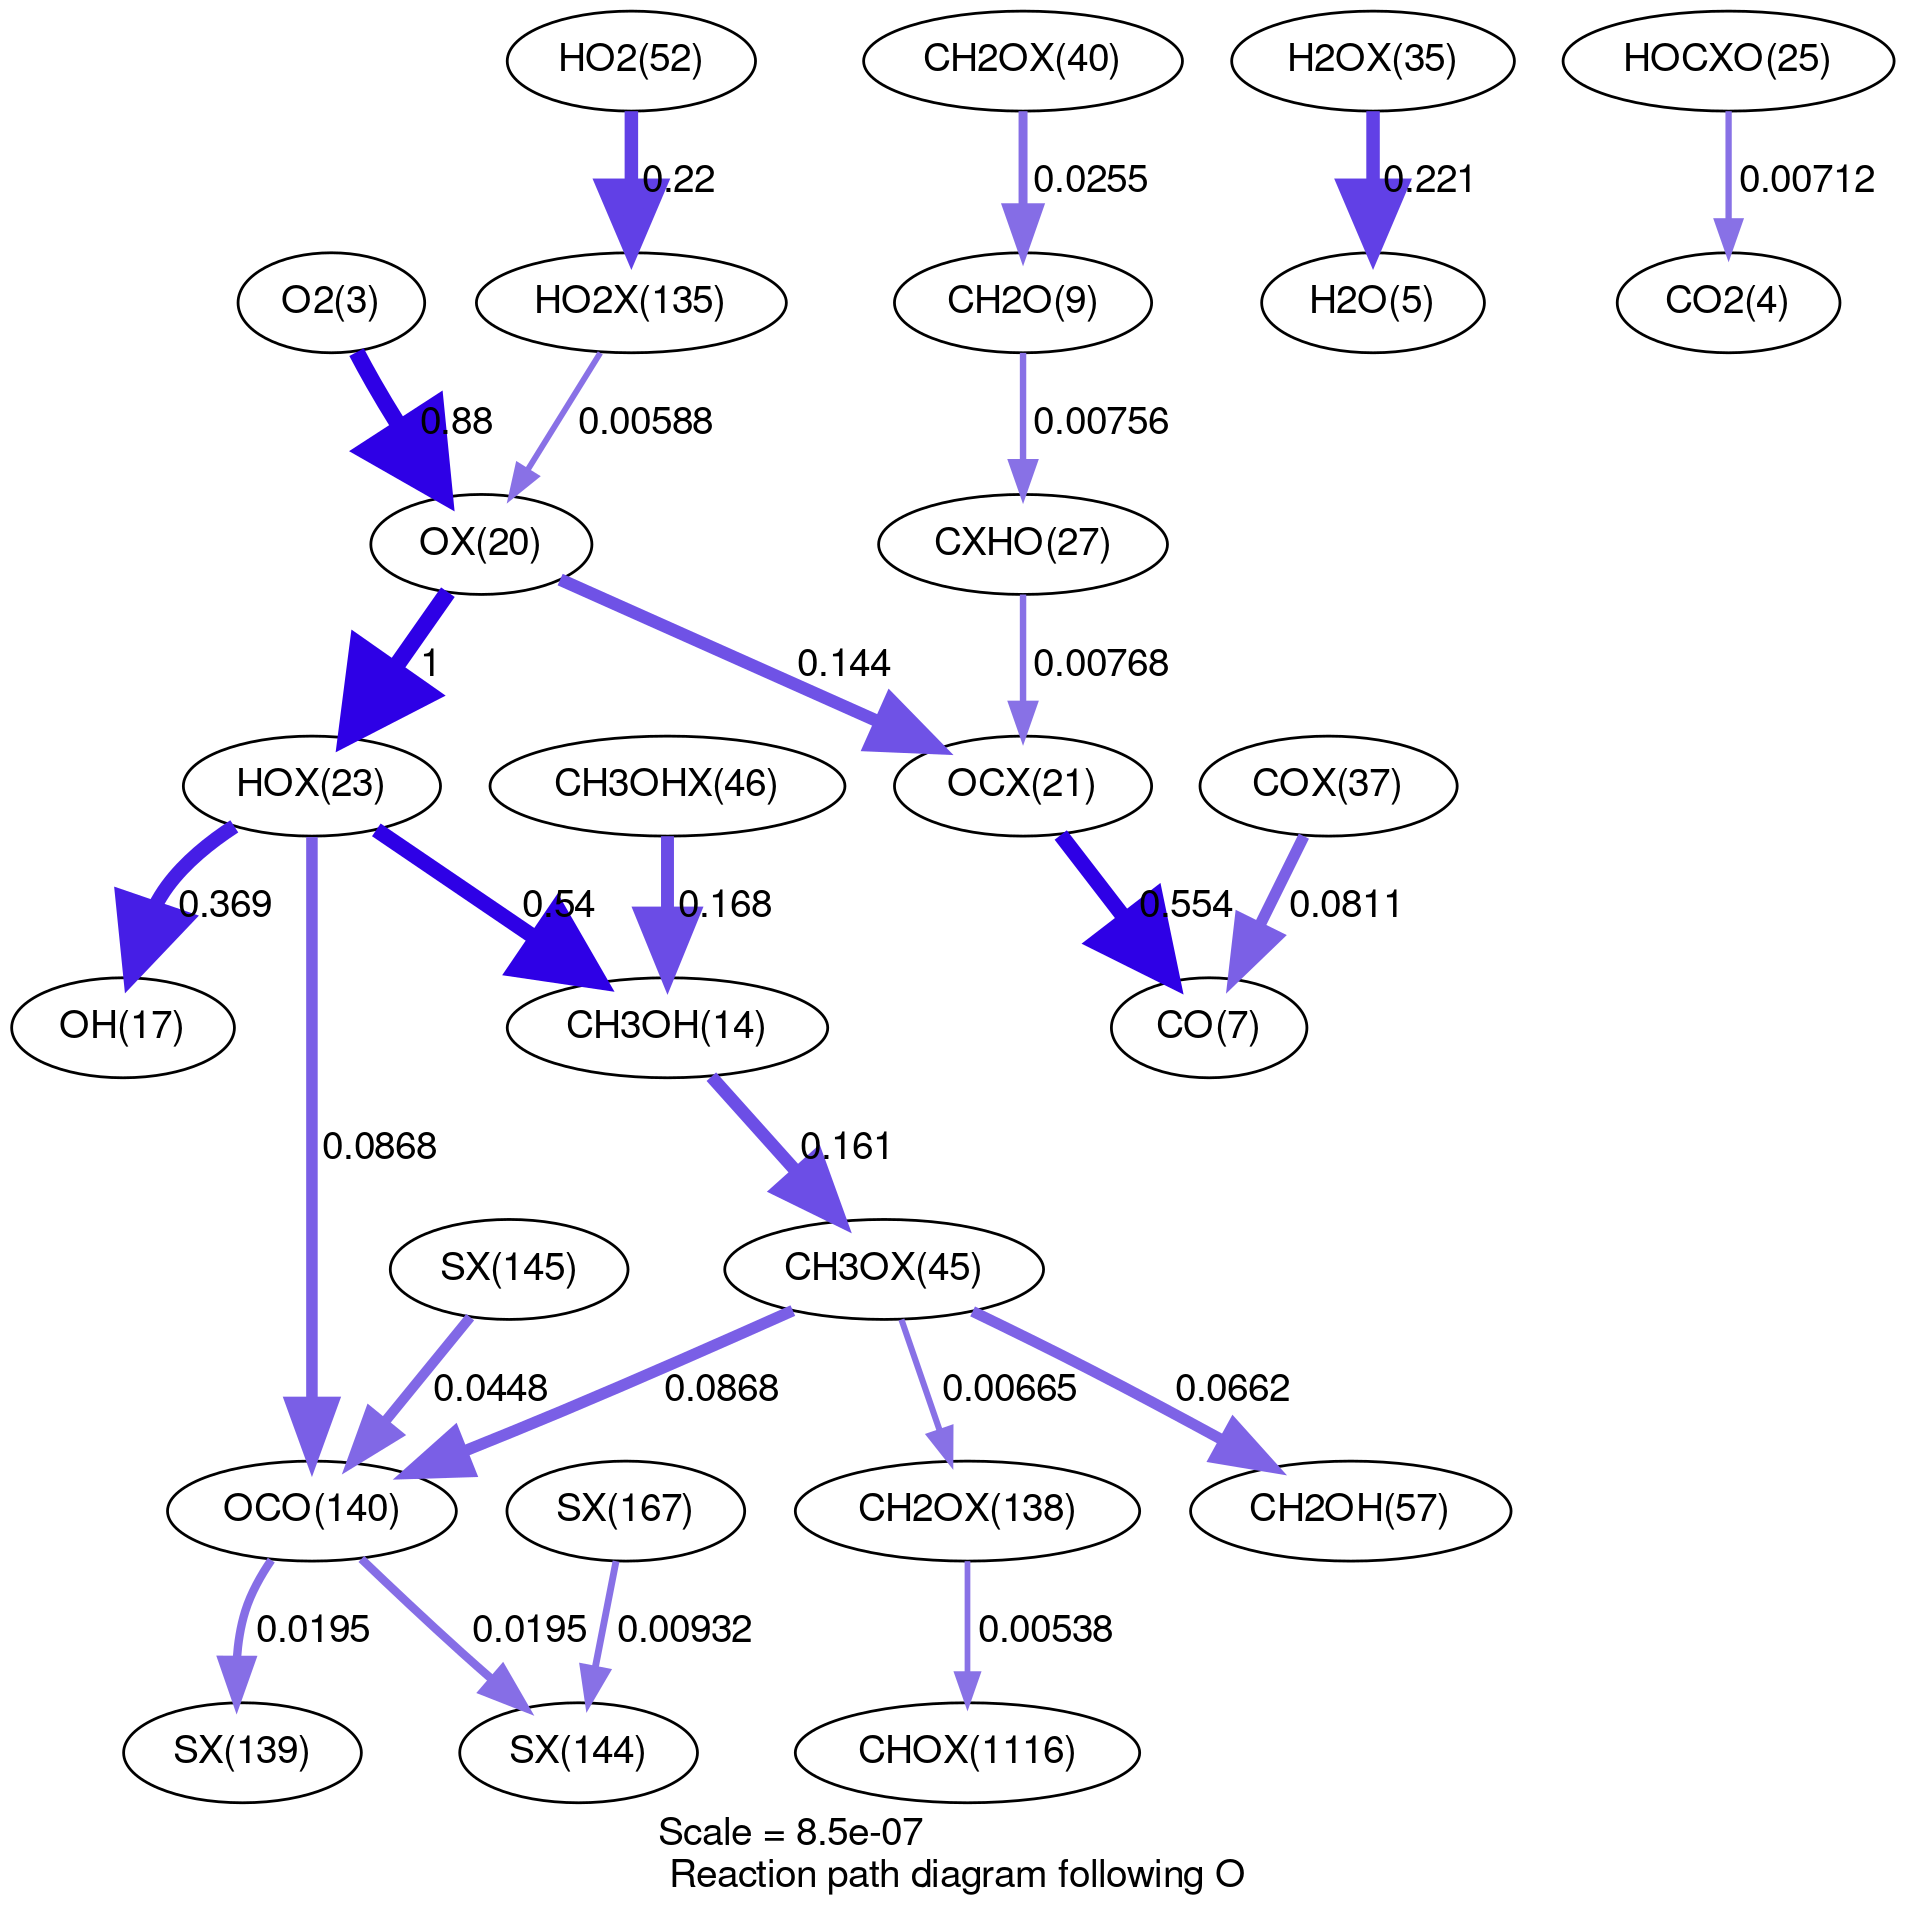 HO2(52)
CH2OX(40)
H2OX(35)
HOCXO(25)
0.22
0.0255
0.221
0.00712
O2(3)
HO2X(135)
CH2O(9)
H2O(5)
CO2(4)
0.88
0.00588
0.00756
OX(20)
CXHO(27)
1
0.144
0.00768
HOX(23)
CH3OHX(46)
OCX(21)
COX(37)
0.369
0.54
0.168
0.554
0.0811
OH(17)
CH3OH(14)
CO(7)
0.0868
0.161
SX(145)
CH3OX(45)
0.0448
0.0868
0.00665
0.0662
OCO(140)
SX(167)
CH2OX(138)
CH2OH(57)
0.0195
0.0195
0.00932
0.00538
SX(139)
SX(144)
CHOX(1116)
Scale = 8.5e-07
Reaction path diagram following O